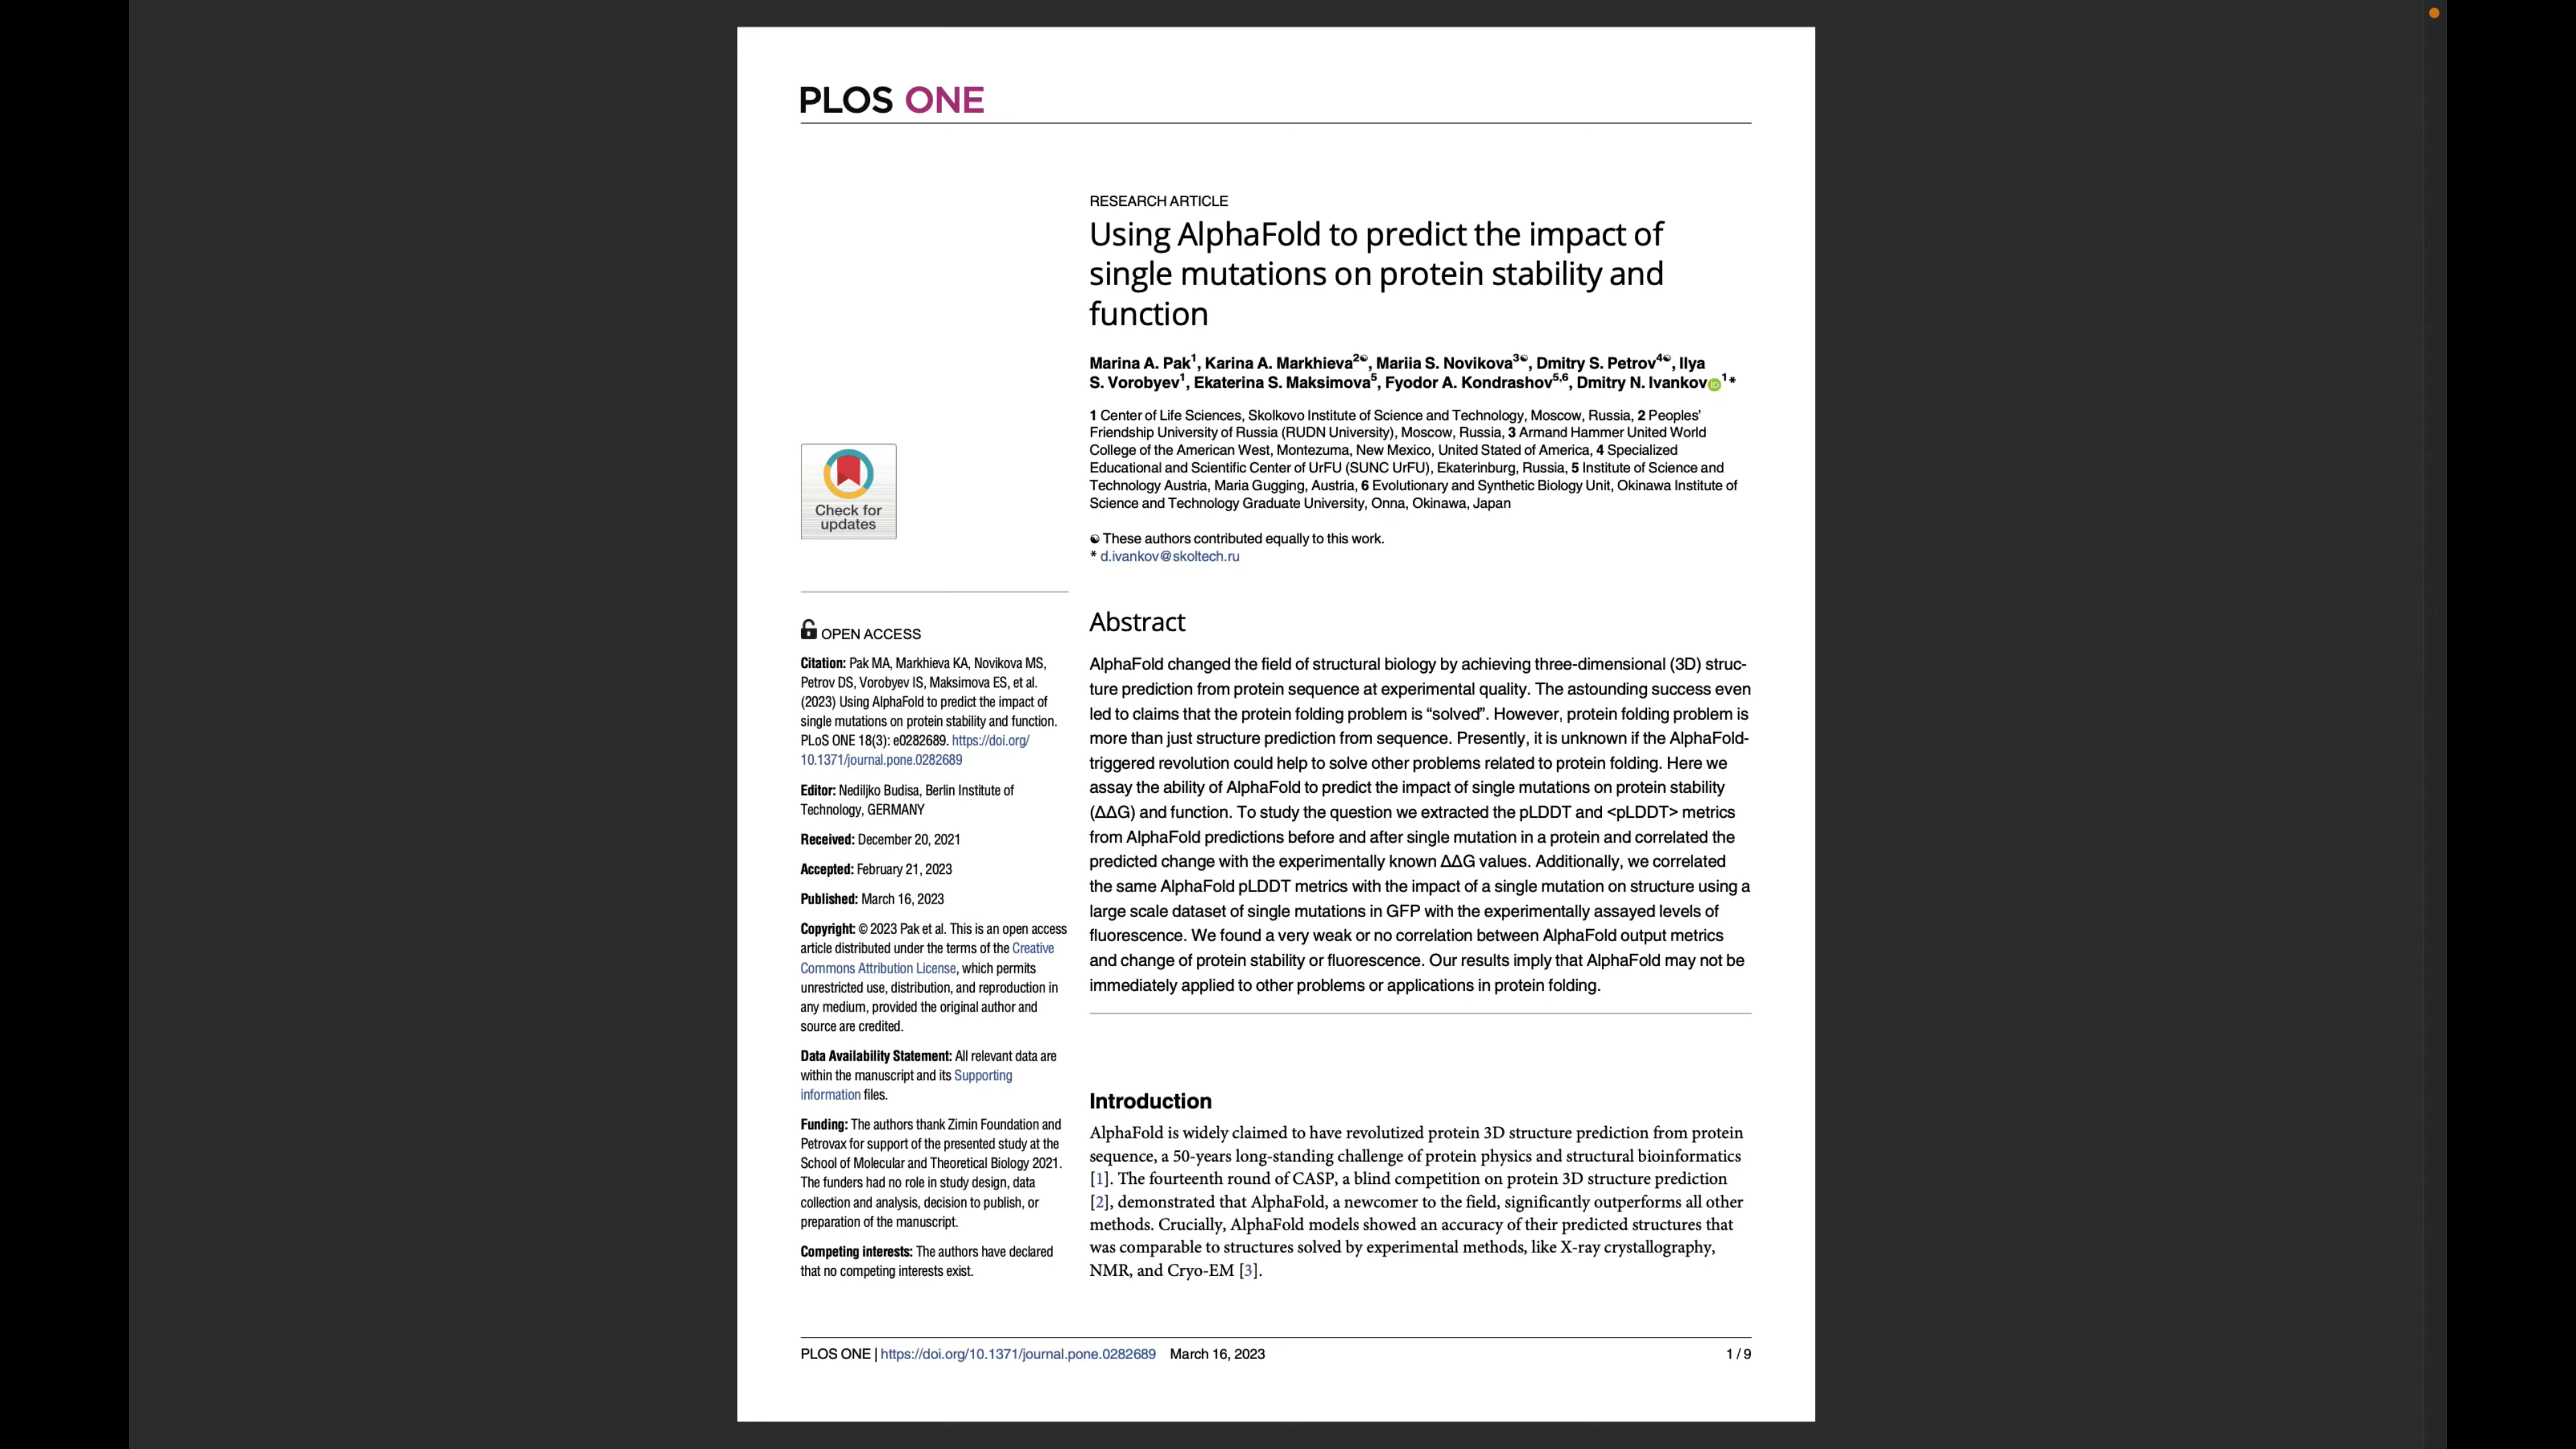 PLOS ONE
RESEARCH ARTICLE
Using AlphaFold to predict the impact of
single mutations on protein stability and
function
Marina A. Pak1, Karina A. Markhieva2☯, Mariia S. Novikova3☯, Dmitry S. Petrov4☯, Ilya
S. Vorobyev1, Ekaterina S. Maksimova5, Fyodor A. Kondrashov5,6, Dmitry N. Ivankov iD 1*
1 Center of Life Sciences, Skolkovo Institute of Science and Technology, Moscow, Russia, 2 Peoples’
Friendship University of Russia (RUDN University), Moscow, Russia, 3 Armand Hammer United World
College of the American West, Montezuma, New Mexico, United Stated of America, 4 Specialized
Educational and Scientific Center of UrFU (SUNC UrFU), Ekaterinburg, Russia, 5 Institute of Science and
Technology Austria, Maria Gugging, Austria, 6 Evolutionary and Synthetic Biology Unit, Okinawa Institute of
Science and Technology Graduate University, Onna, Okinawa, Japan
☯ These authors contributed equally to this work.
* d.ivankov@skoltech.ru
Check for
updates
OPEN ACCESS
Citation: Pak MA, Markhieva KA, Novikova MS,
Petrov DS, Vorobyev IS, Maksimova ES, et al.
(2023) Using AlphaFold to predict the impact of
single mutations on protein stability and function.
PLoS ONE 18(3): e0282689. https://doi.org/
10.1371/journal.pone.0282689
Editor: Nediljko Budisa, Berlin Institute of
Technology, GERMANY
Received: December 20, 2021
Accepted: February 21, 2023
Published: March 16, 2023
Copyright: © 2023 Pak et al. This is an open access
article distributed under the terms of the Creative
Commons Attribution License, which permits
unrestricted use, distribution, and reproduction in
any medium, provided the original author and
source are credited.
Data Availability Statement: All relevant data are
within the manuscript and its Supporting
information files.
Funding: The authors thank Zimin Foundation and
Petrovax for support of the presented study at the
School of Molecular and Theoretical Biology 2021.
The funders had no role in study design, data
collection and analysis, decision to publish, or
preparation of the manuscript.
Competing interests: The authors have declared
that no competing interests exist.
Abstract
AlphaFold changed the field of structural biology by achieving three-dimensional (3D) struc-
ture prediction from protein sequence at experimental quality. The astounding success even
led to claims that the protein folding problem is “solved”. However, protein folding problem is
more than just structure prediction from sequence. Presently, it is unknown if the AlphaFold-
triggered revolution could help to solve other problems related to protein folding. Here we
assay the ability of AlphaFold to predict the impact of single mutations on protein stability
(ΔΔG) and function. To study the question we extracted the pLDDT and <pLDDT> metrics
from AlphaFold predictions before and after single mutation in a protein and correlated the
predicted change with the experimentally known ΔΔG values. Additionally, we correlated
the same AlphaFold pLDDT metrics with the impact of a single mutation on structure using a
large scale dataset of single mutations in GFP with the experimentally assayed levels of
fluorescence. We found a very weak or no correlation between AlphaFold output metrics
and change of protein stability or fluorescence. Our results imply that AlphaFold may not be
immediately applied to other problems or applications in protein folding.
Introduction
AlphaFold is widely claimed to have revolutized protein 3D structure prediction from protein
sequence, a 50-years long-standing challenge of protein physics and structural bioinformatics
[1]. The fourteenth round of CASP, a blind competition on protein 3D structure prediction
[2], demonstrated that AlphaFold, a newcomer to the field, significantly outperforms all other
methods. Crucially, AlphaFold models showed an accuracy of their predicted structures that
was comparable to structures solved by experimental methods, like X-ray crystallography,
NMR, and Cryo-EM [3].
PLOS ONE | https://doi.org/10.1371/journal.pone.0282689 March 16, 2023 1 / 9